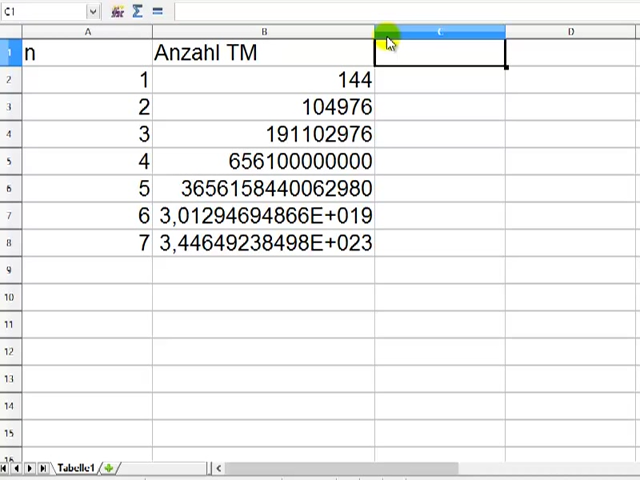 C1
A B C D
1 n Anzahl TM
2 1 144
3 2 104976
4 3 191102976
5 4 656100000000
6 5 3656158440062980
7 6 3,01294694866E+019
8 7 3,44649238498E+023
9
10
11
12
13
14
15
16
Tabelle1